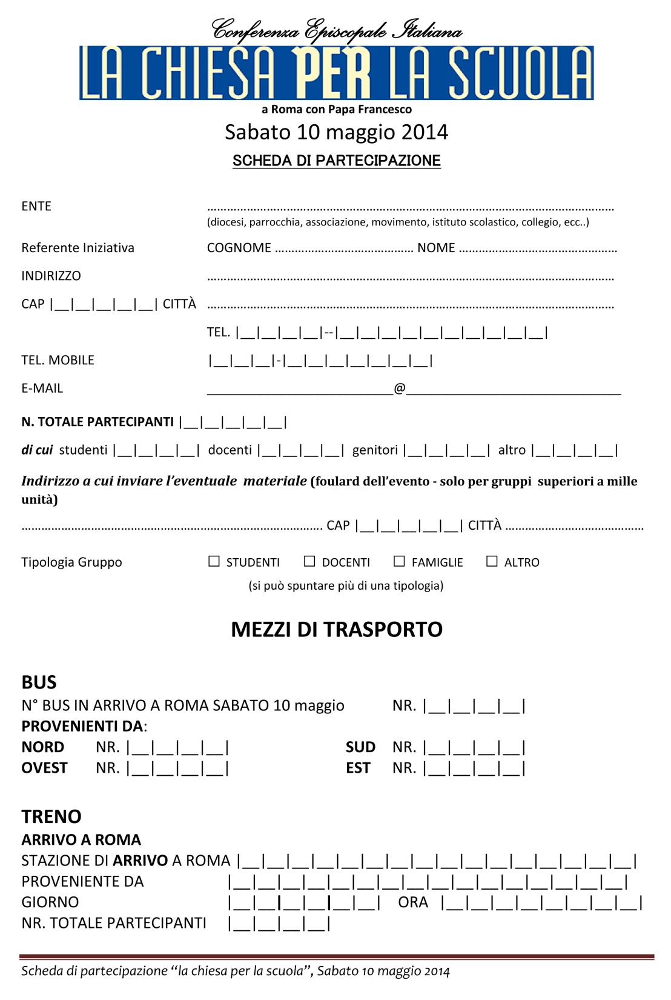 Conferenza Episcopale Italiana
LA CHIESA PER LA SCUOLA
a Roma con Papa Francesco
Sabato 10 maggio 2014
SCHEDA DI PARTECIPAZIONE
ENTE ……………………………………………………………………………………………………………
(diocesi, parrocchia, associazione, movimento, istituto scolastico, collegio, ecc..)
Referente Iniziativa COGNOME …………………………………… NOME …………………………………………
INDIRIZZO ……………………………………………………………………………………………………………
CAP |__|__|__|__|__| CITTÀ ……………………………………………………………………………………………………………
TEL. |__|__|__|__|--|__|__|__|__|__|__|__|__|__|__|
TEL. MOBILE |__|__|__|-|__|__|__|__|__|__|__|
E-MAIL ____________________________@________________________________
N. TOTALE PARTECIPANTI |__|__|__|__|__|
di cui studenti |__|__|__|__| docenti |__|__|__|__| genitori |__|__|__|__| altro |__|__|__|__|
Indirizzo a cui inviare l’eventuale materiale (foulard dell’evento - solo per gruppi superiori a mille
unità)
………………………………………………………………………………. CAP |__|__|__|__|__| CITTÀ ……………………………………
Tipologia Gruppo ☐ STUDENTI ☐ DOCENTI ☐ FAMIGLIE ☐ ALTRO
(si può spuntare più di una tipologia)
MEZZI DI TRASPORTO
BUS
N° BUS IN ARRIVO A ROMA SABATO 10 maggio NR. |__|__|__|__|
PROVENIENTI DA:
NORD NR. |__|__|__|__| SUD NR. |__|__|__|__|
OVEST NR. |__|__|__|__| EST NR. |__|__|__|__|
TRENO
ARRIVO A ROMA
STAZIONE DI ARRIVO A ROMA |__|__|__|__|__|__|__|__|__|__|__|__|__|__|__|__|
PROVENIENTE DA |__|__|__|__|__|__|__|__|__|__|__|__|__|__|__|__|
GIORNO |__|__|__|__|__|__| ORA |__|__|__|__|__|__|__|__|
NR. TOTALE PARTECIPANTI |__|__|__|__|
Scheda di partecipazione “la chiesa per la scuola”, Sabato 10 maggio 2014